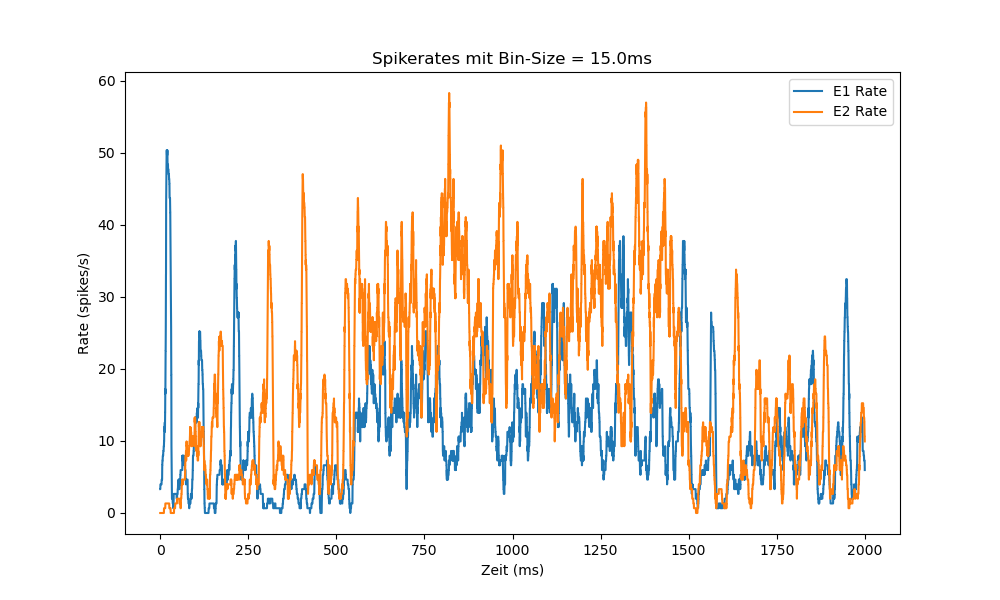 Spikerates mit Bin-Size = 15.0ms
E1 Rate
E2 Rate
60
50
40
30
20
10
0
Rate (spikes/s)
0 250 500 750 1000 1250 1500 1750 2000
Zeit (ms)